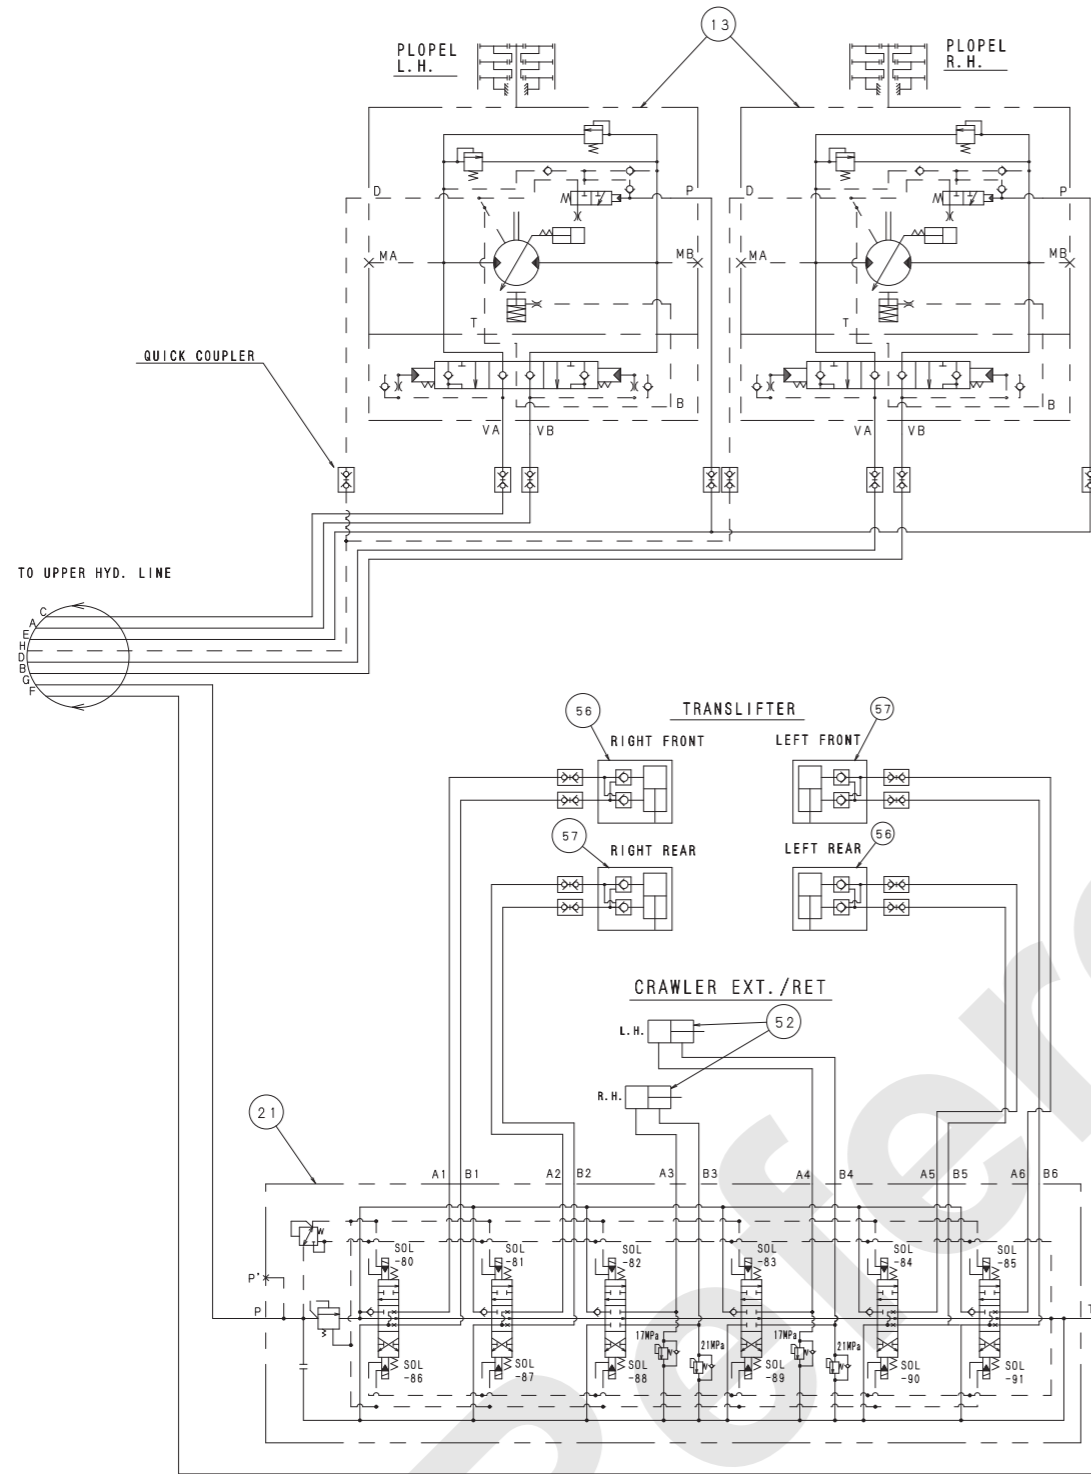 13
PLOPEL
L.H.
PLOPEL
R.H.
D
P
D
P
MA
MB
MA
MB
T
T
QUICK COUPLER
B
B
VA
VB
VA
VB
TO UPPER HYD. LINE
C
A
E
H
D
B
G
F
56
TRANSLIFTER
57
RIGHT FRONT
LEFT FRONT
57
RIGHT REAR
LEFT REAR
56
CRAWLER EXT./RET
L.H.
52
R.H.
21
A1
B1
A2
B2
A3
B3
A4
B4
A5
B5
A6
B6
SOL
-80
SOL
-81
SOL
-82
SOL
-83
SOL
-84
SOL
-85
P'
P
T
17MPa
21MPa
17MPa
21MPa
SOL
-86
SOL
-87
SOL
-88
SOL
-89
SOL
-90
SOL
-91